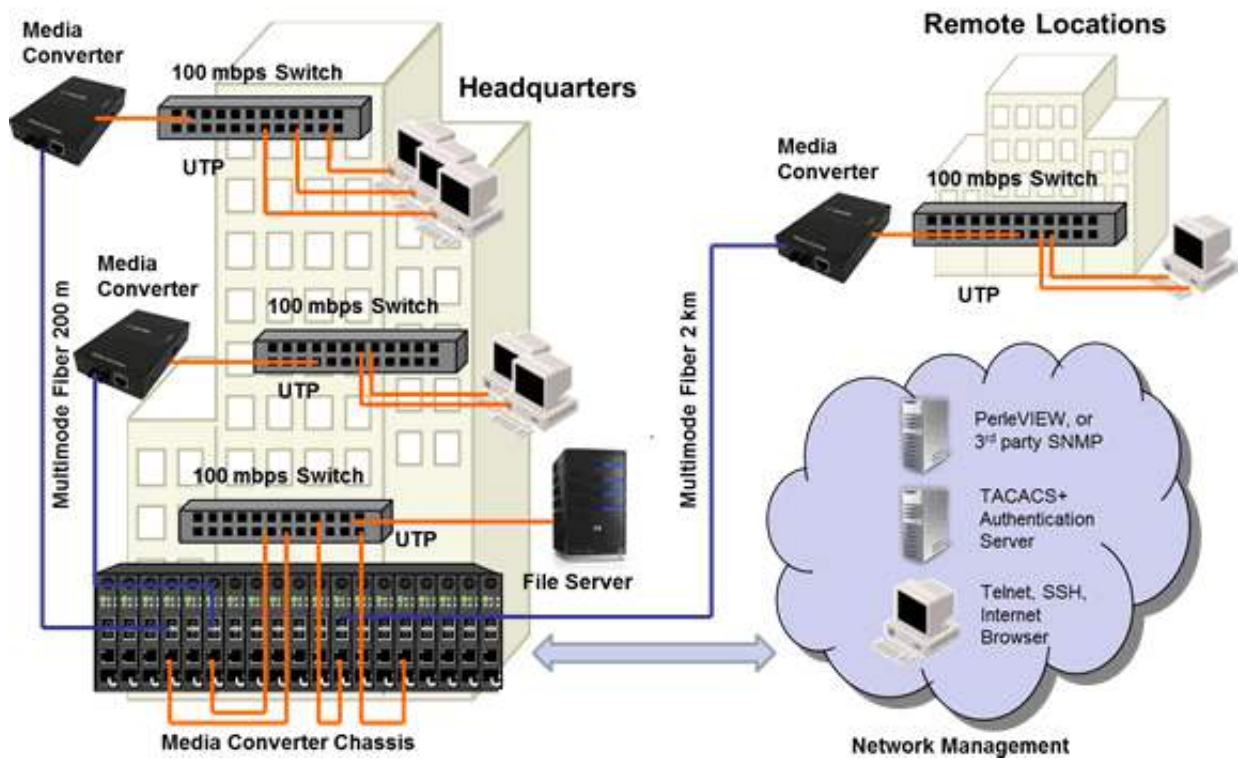 Media
Converter
100 mbps Switch
Headquarters
UTP
Remote Locations
Media
Converter
100 mbps Switch
UTP
Media
Converter
100 mbps Switch
UTP
Multimode Fiber 200 m
Multimode Fiber 2 km
100 mbps Switch
UTP
File Server
Media Converter Chassis
PerleVIEW, or
3rd party SNMP
TACACS+
Authentication
Server
Telnet, SSH,
Internet
Browser
Network Management